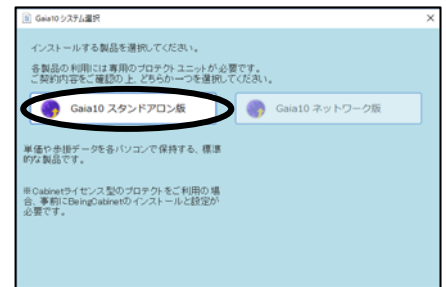 Gaia10 システム選択
インストールする製品を選択してください。
各製品の利用には専用のプロテクトユニットが必要です。
ご契約内容をご確認の上、どちらか一つを選択してください。
Gaia10 スタンドアロン版
Gaia10 ネットワーク版
単価や歩掛データを各パソコンで保持する、標準
的な製品です。
※Cabinetライセンス型のプロテクトをご利用の場
合、事前にBeingCabinetのインストールと設定が
必要です。